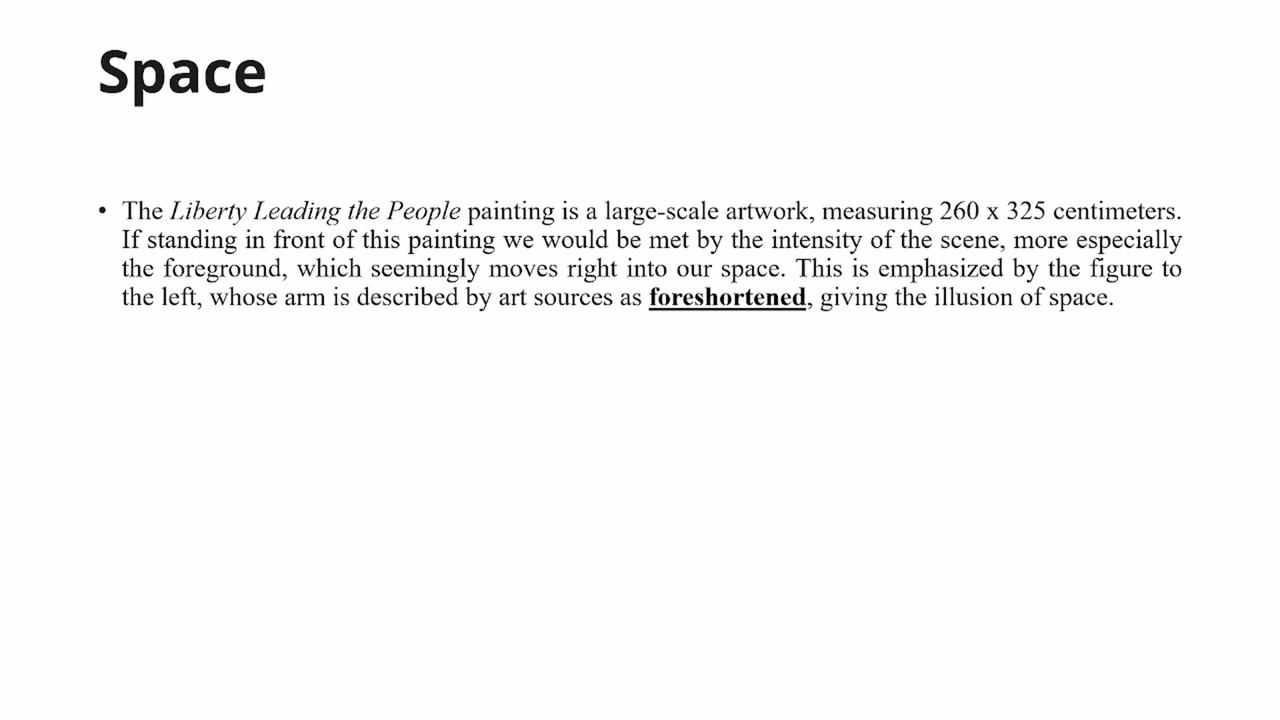 Space
• The Liberty Leading the People painting is a large-scale artwork, measuring 260 x 325 centimeters.
If standing in front of this painting we would be met by the intensity of the scene, more especially
the foreground, which seemingly moves right into our space. This is emphasized by the figure to
the left, whose arm is described by art sources as foreshortened, giving the illusion of space.